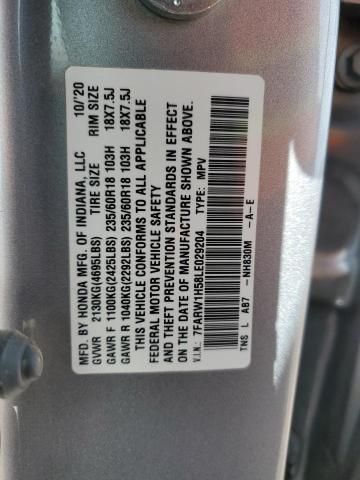 MFD. BY HONDA MFG. OF INDIANA, LLC 10/'20
GVWR 2130KG(4695LBS) TIRE SIZE RIM SIZE
GAWR F 1100KG(2425LBS) 235/60R18 103H 18X7.5J
GAWR R 1040KG(2292LBS) 235/60R18 103H 18X7.5J
THIS VEHICLE CONFORMS TO ALL APPLICABLE
FEDERAL MOTOR VEHICLE SAFETY
AND THEFT PREVENTION STANDARDS IN EFFECT
ON THE DATE OF MANUFACTURE SHOWN ABOVE.
V.I.N.: 7FARW1H58LE029204 TYPE: MPV
TNS L AB7 -NH830M -A-E